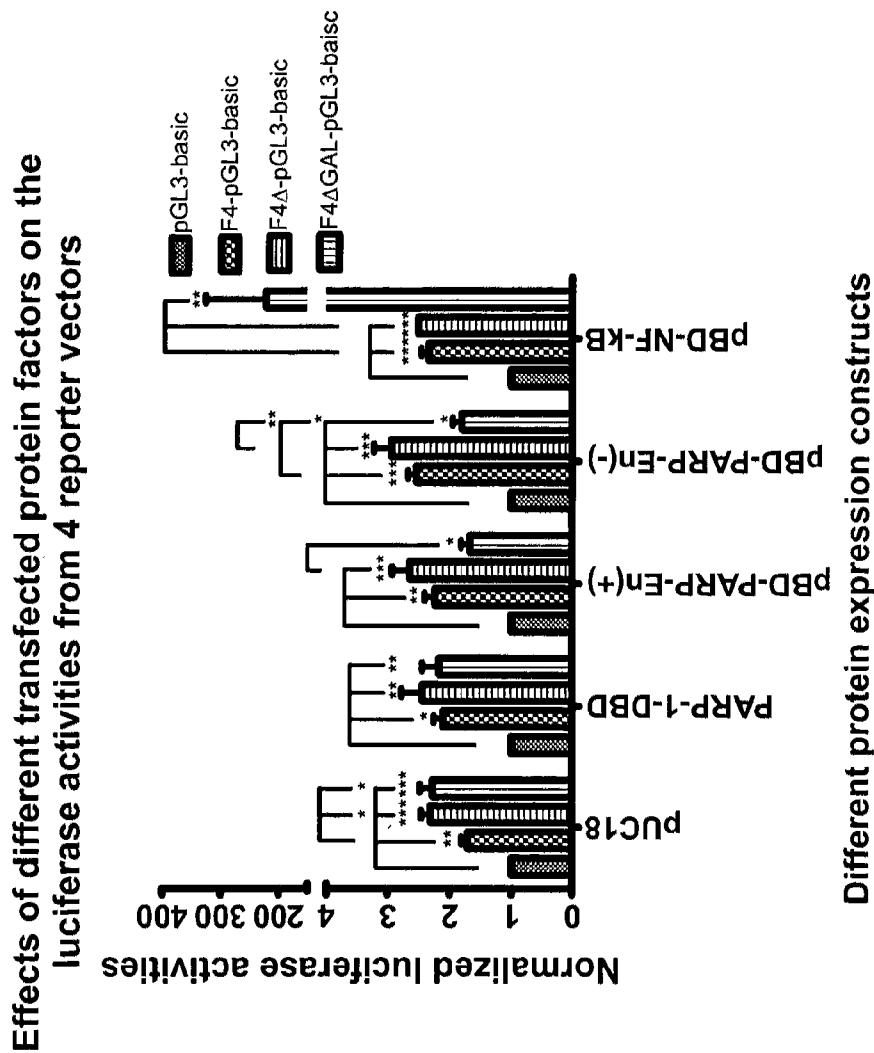 Effects of different transfected protein factors on the
luciferase activities from 4 reporter vectors
pGL3-basic
F4-pGL3-basic
F4Δ-pGL3-basic
F4ΔGAL-pGL3-baisc
Normalized luciferase activities
400
300
200
4
3
2
1
0
** *** *** * *
* ** **
** *** *
*** *** * * **
*** *** **
pUC18
PARP-1-DBD
pBD-PARP-En(+)
pBD-PARP-En(-)
pBD-NF-kB
Different protein expression constructs